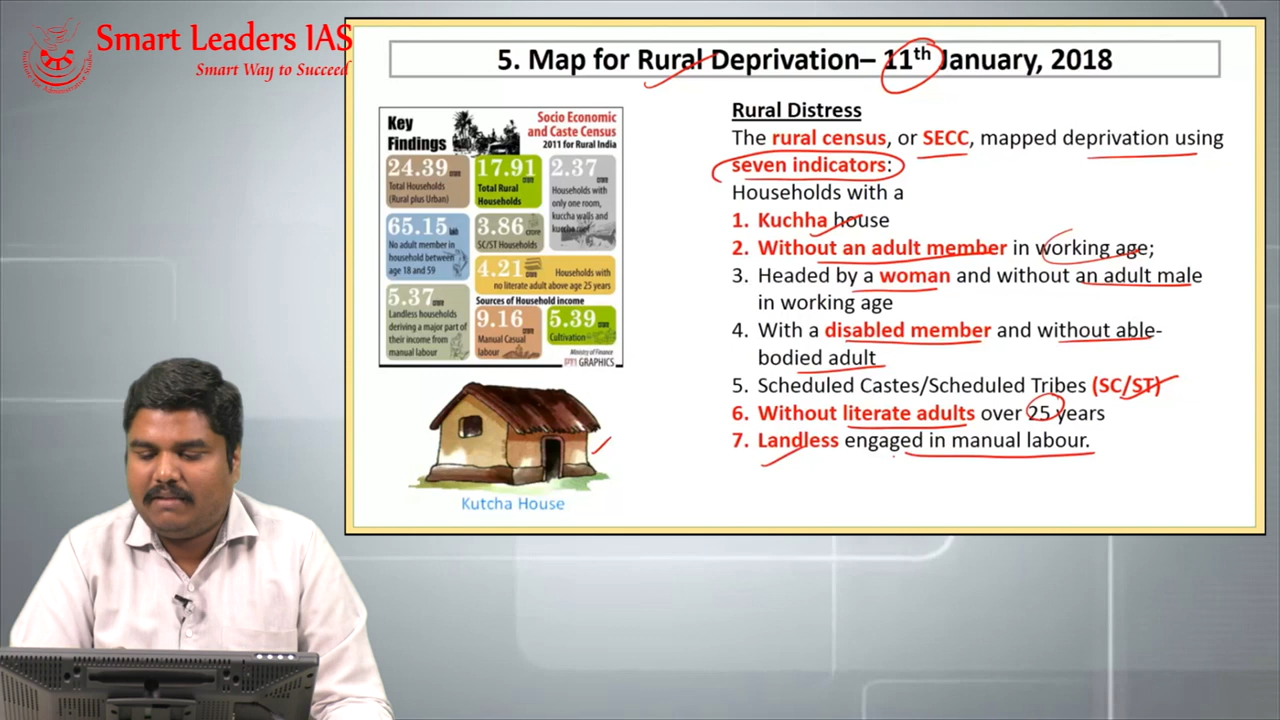 Smart Leaders IAS
Smart Way to Succeed
5. Map for Rural Deprivation– 11th January, 2018
Key
Findings
Socio Economic
and Caste Census
2011 for Rural India
24.39
Total Households
(Rural plus Urban)
17.91
Total Rural
Households
2.37
Households with
only one room,
kuccha walls and
65.15
No adult member in
household between
age 18 and 59
3.86 crore
SC/ST Households
4.21
Households with
no literate adult above age 25 years
5.37
Landless households
deriving a major part of
their income from
manual labour
Sources of Household income
9.16
Manual Casual
labour
5.39
Cultivation
Ministry of Finance
PTI GRAPHICS
Kutcha House
Rural Distress
The rural census, or SECC, mapped deprivation using
seven indicators:
Households with a
1. Kuchha house
2. Without an adult member in working age;
3. Headed by a woman and without an adult male
in working age
4. With a disabled member and without able-
bodied adult
5. Scheduled Castes/Scheduled Tribes (SC/ST)
6. Without literate adults over 25 years
7. Landless engaged in manual labour.